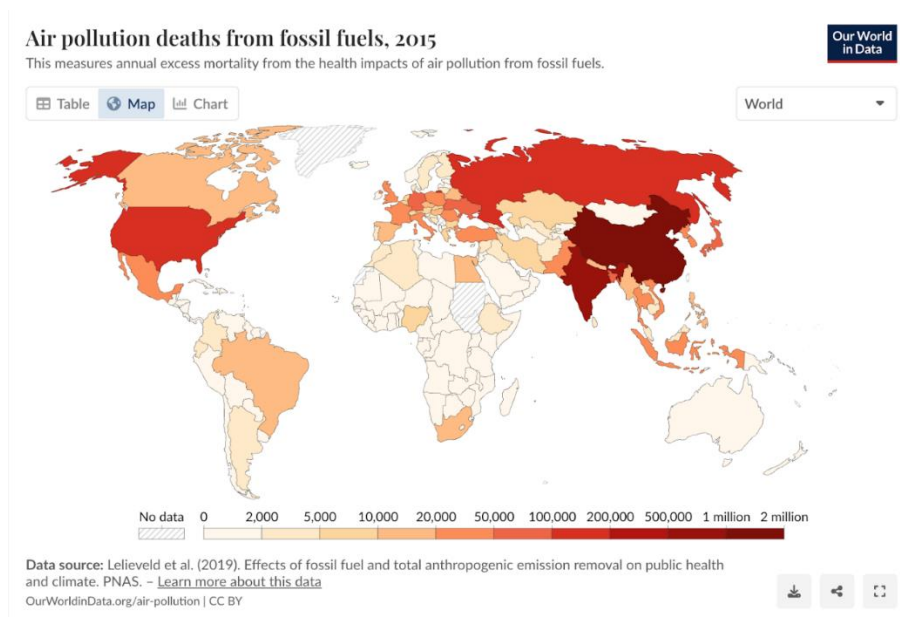 Air pollution deaths from fossil fuels, 2015
This measures annual excess mortality from the health impacts of air pollution from fossil fuels.
Our World
in Data
Table Map Chart
World
No data 0 2,000 5,000 10,000 20,000 50,000 100,000 200,000 500,000 1 million 2 million
Data source: Lelieveld et al. (2019). Effects of fossil fuel and total anthropogenic emission removal on public health
and climate. PNAS. – Learn more about this data
OurWorldinData.org/air-pollution | CC BY